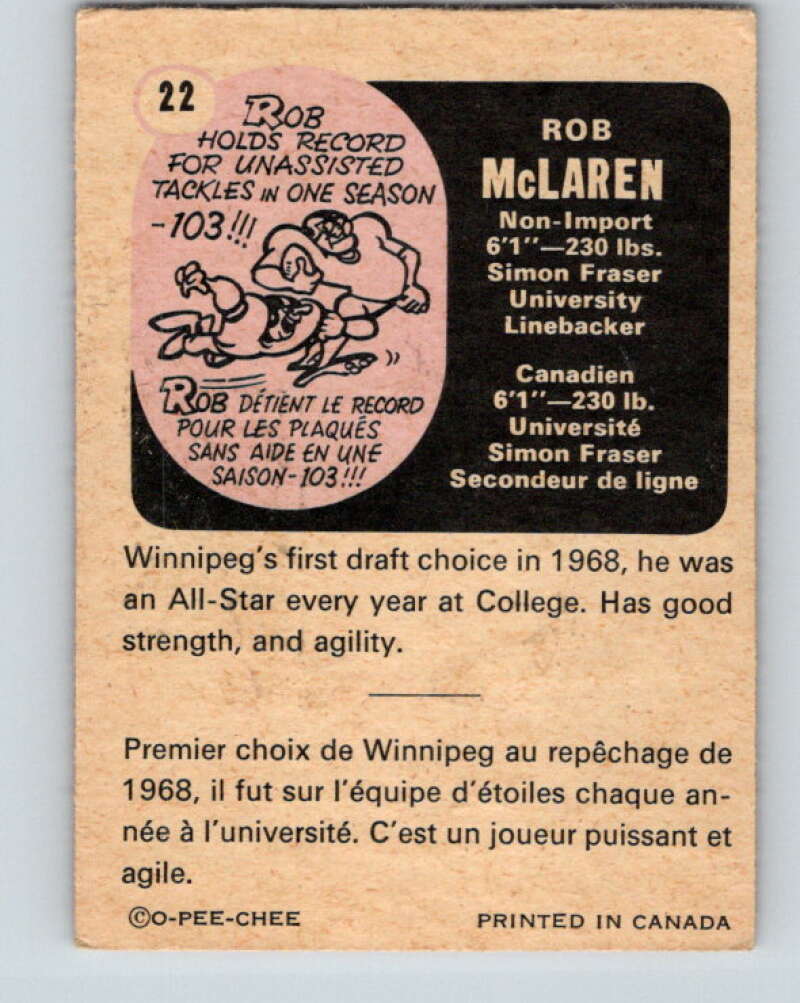 22
ROB
HOLDS RECORD
FOR UNASSISTED
TACKLES IN ONE SEASON
-103!!!
ROB DÉTIENT LE RECORD
POUR LES PLAQUÉS
SANS AIDE EN UNE
SAISON-103!!!
ROB
McLAREN
Non-Import
6'1"—230 lbs.
Simon Fraser
University
Linebacker
Canadien
6'1"—230 lb.
Université
Simon Fraser
Secondeur de ligne
Winnipeg's first draft choice in 1968, he was
an All-Star every year at College. Has good
strength, and agility.
Premier choix de Winnipeg au repêchage de
1968, il fut sur l'équipe d'étoiles chaque an-
née à l'université. C'est un joueur puissant et
agile.
©O-PEE-CHEE
PRINTED IN CANADA